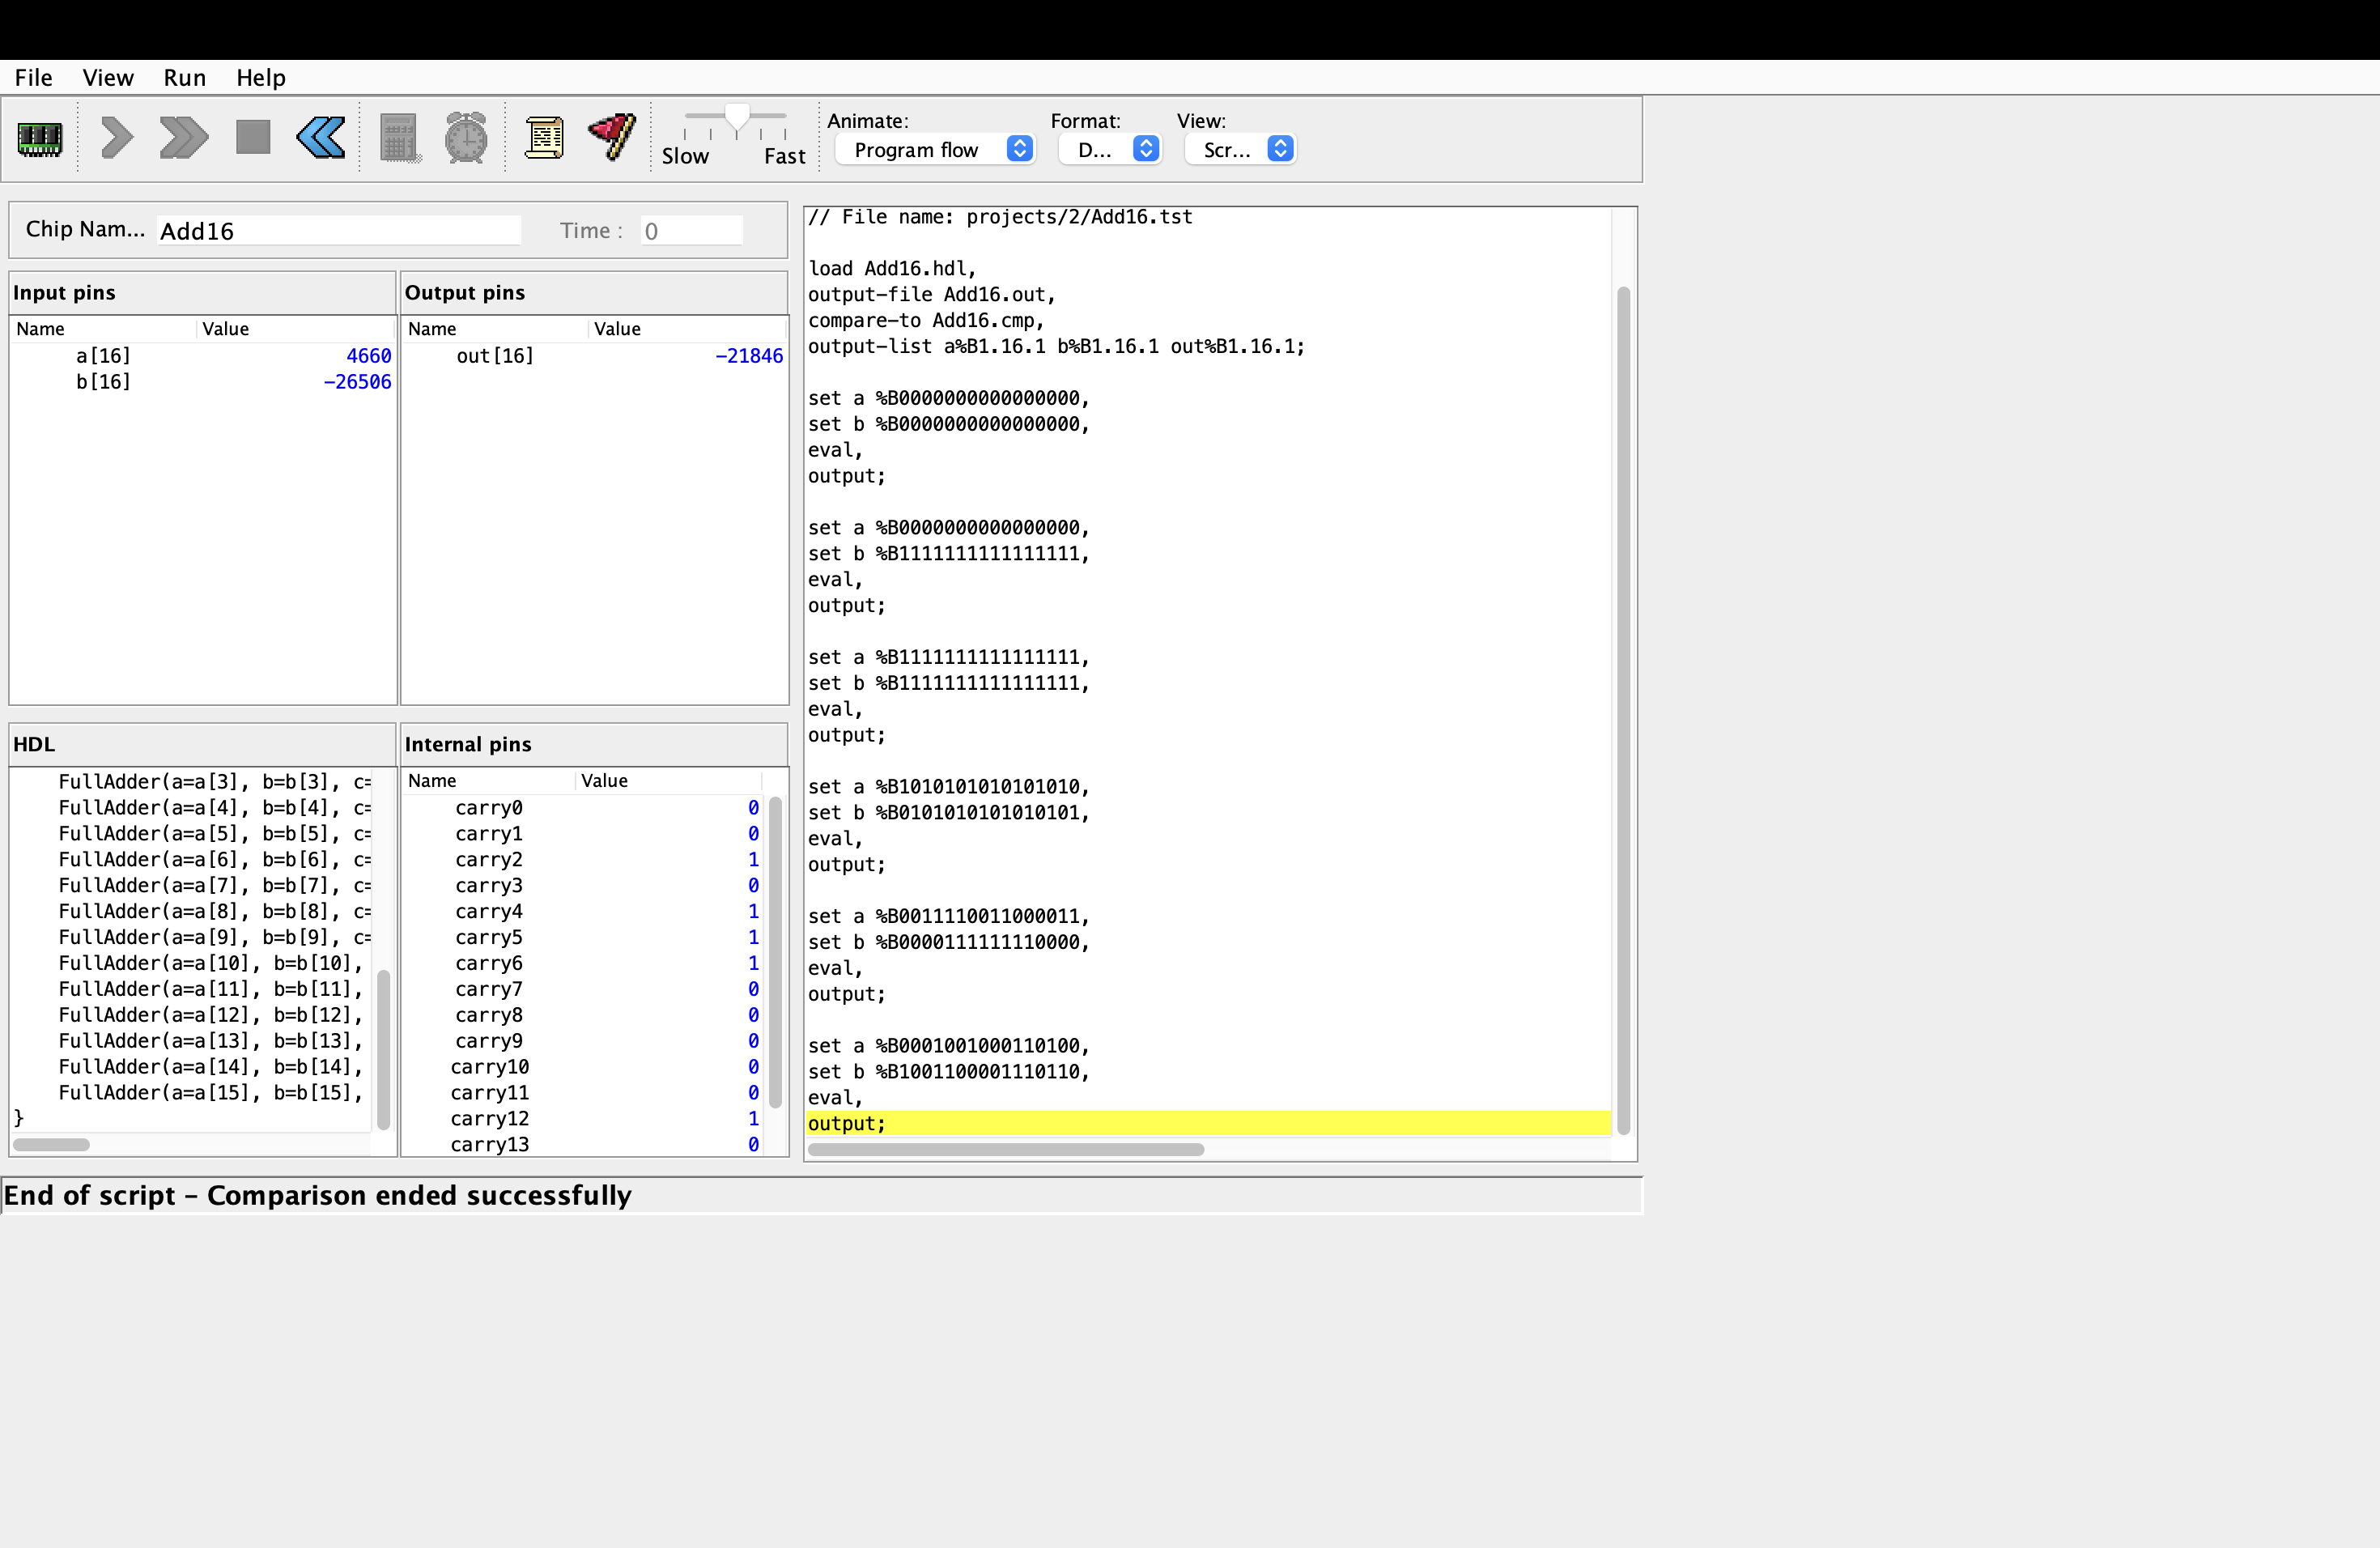 File View Run Help
Animate: Format: View:
Slow Fast Program flow D... Scr...
Chip Nam... Add16 Time : 0
Input pins
Name Value
a[16] 4660
b[16] -26506
Output pins
Name Value
out[16] -21846
HDL
FullAdder(a=a[3], b=b[3], c=
FullAdder(a=a[4], b=b[4], c=
FullAdder(a=a[5], b=b[5], c=
FullAdder(a=a[6], b=b[6], c=
FullAdder(a=a[7], b=b[7], c=
FullAdder(a=a[8], b=b[8], c=
FullAdder(a=a[9], b=b[9], c=
FullAdder(a=a[10], b=b[10],
FullAdder(a=a[11], b=b[11],
FullAdder(a=a[12], b=b[12],
FullAdder(a=a[13], b=b[13],
FullAdder(a=a[14], b=b[14],
FullAdder(a=a[15], b=b[15],
}
Internal pins
Name Value
carry0 0
carry1 0
carry2 1
carry3 0
carry4 1
carry5 1
carry6 1
carry7 0
carry8 0
carry9 0
carry10 0
carry11 0
carry12 1
carry13 0
// File name: projects/2/Add16.tst
load Add16.hdl,
output-file Add16.out,
compare-to Add16.cmp,
output-list a%B1.16.1 b%B1.16.1 out%B1.16.1;
set a %B0000000000000000,
set b %B0000000000000000,
eval,
output;
set a %B0000000000000000,
set b %B1111111111111111,
eval,
output;
set a %B1111111111111111,
set b %B1111111111111111,
eval,
output;
set a %B1010101010101010,
set b %B0101010101010101,
eval,
output;
set a %B0011110011000011,
set b %B0000111111110000,
eval,
output;
set a %B0001001000110100,
set b %B1001100001110110,
eval,
output;
End of script – Comparison ended successfully